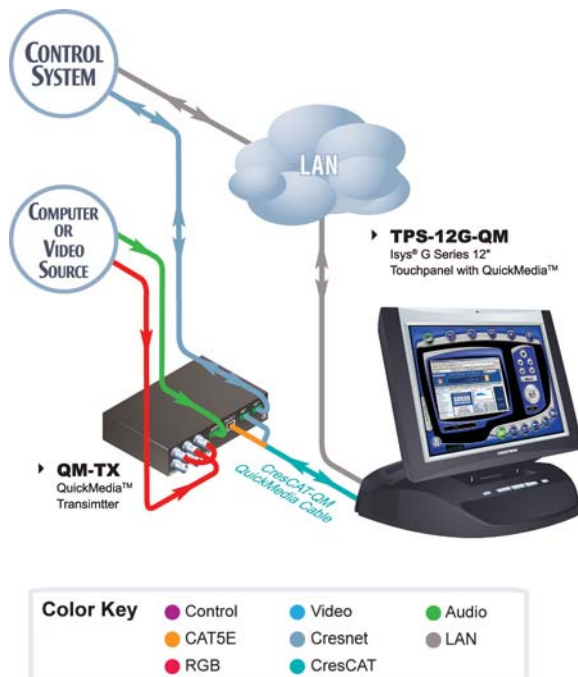 CONTROL
SYSTEM
LAN
COMPUTER
OR
VIDEO
SOURCE
TPS-12G-QM
Isys® G Series 12"
Touchpanel with QuickMedia™
QM-TX
QuickMedia™
Transimtter
CresCAT-QM
QuickMedia Cable
CRESTRON
Color Key
Control
Video
Audio
CAT5E
Cresnet
LAN
RGB
CresCAT